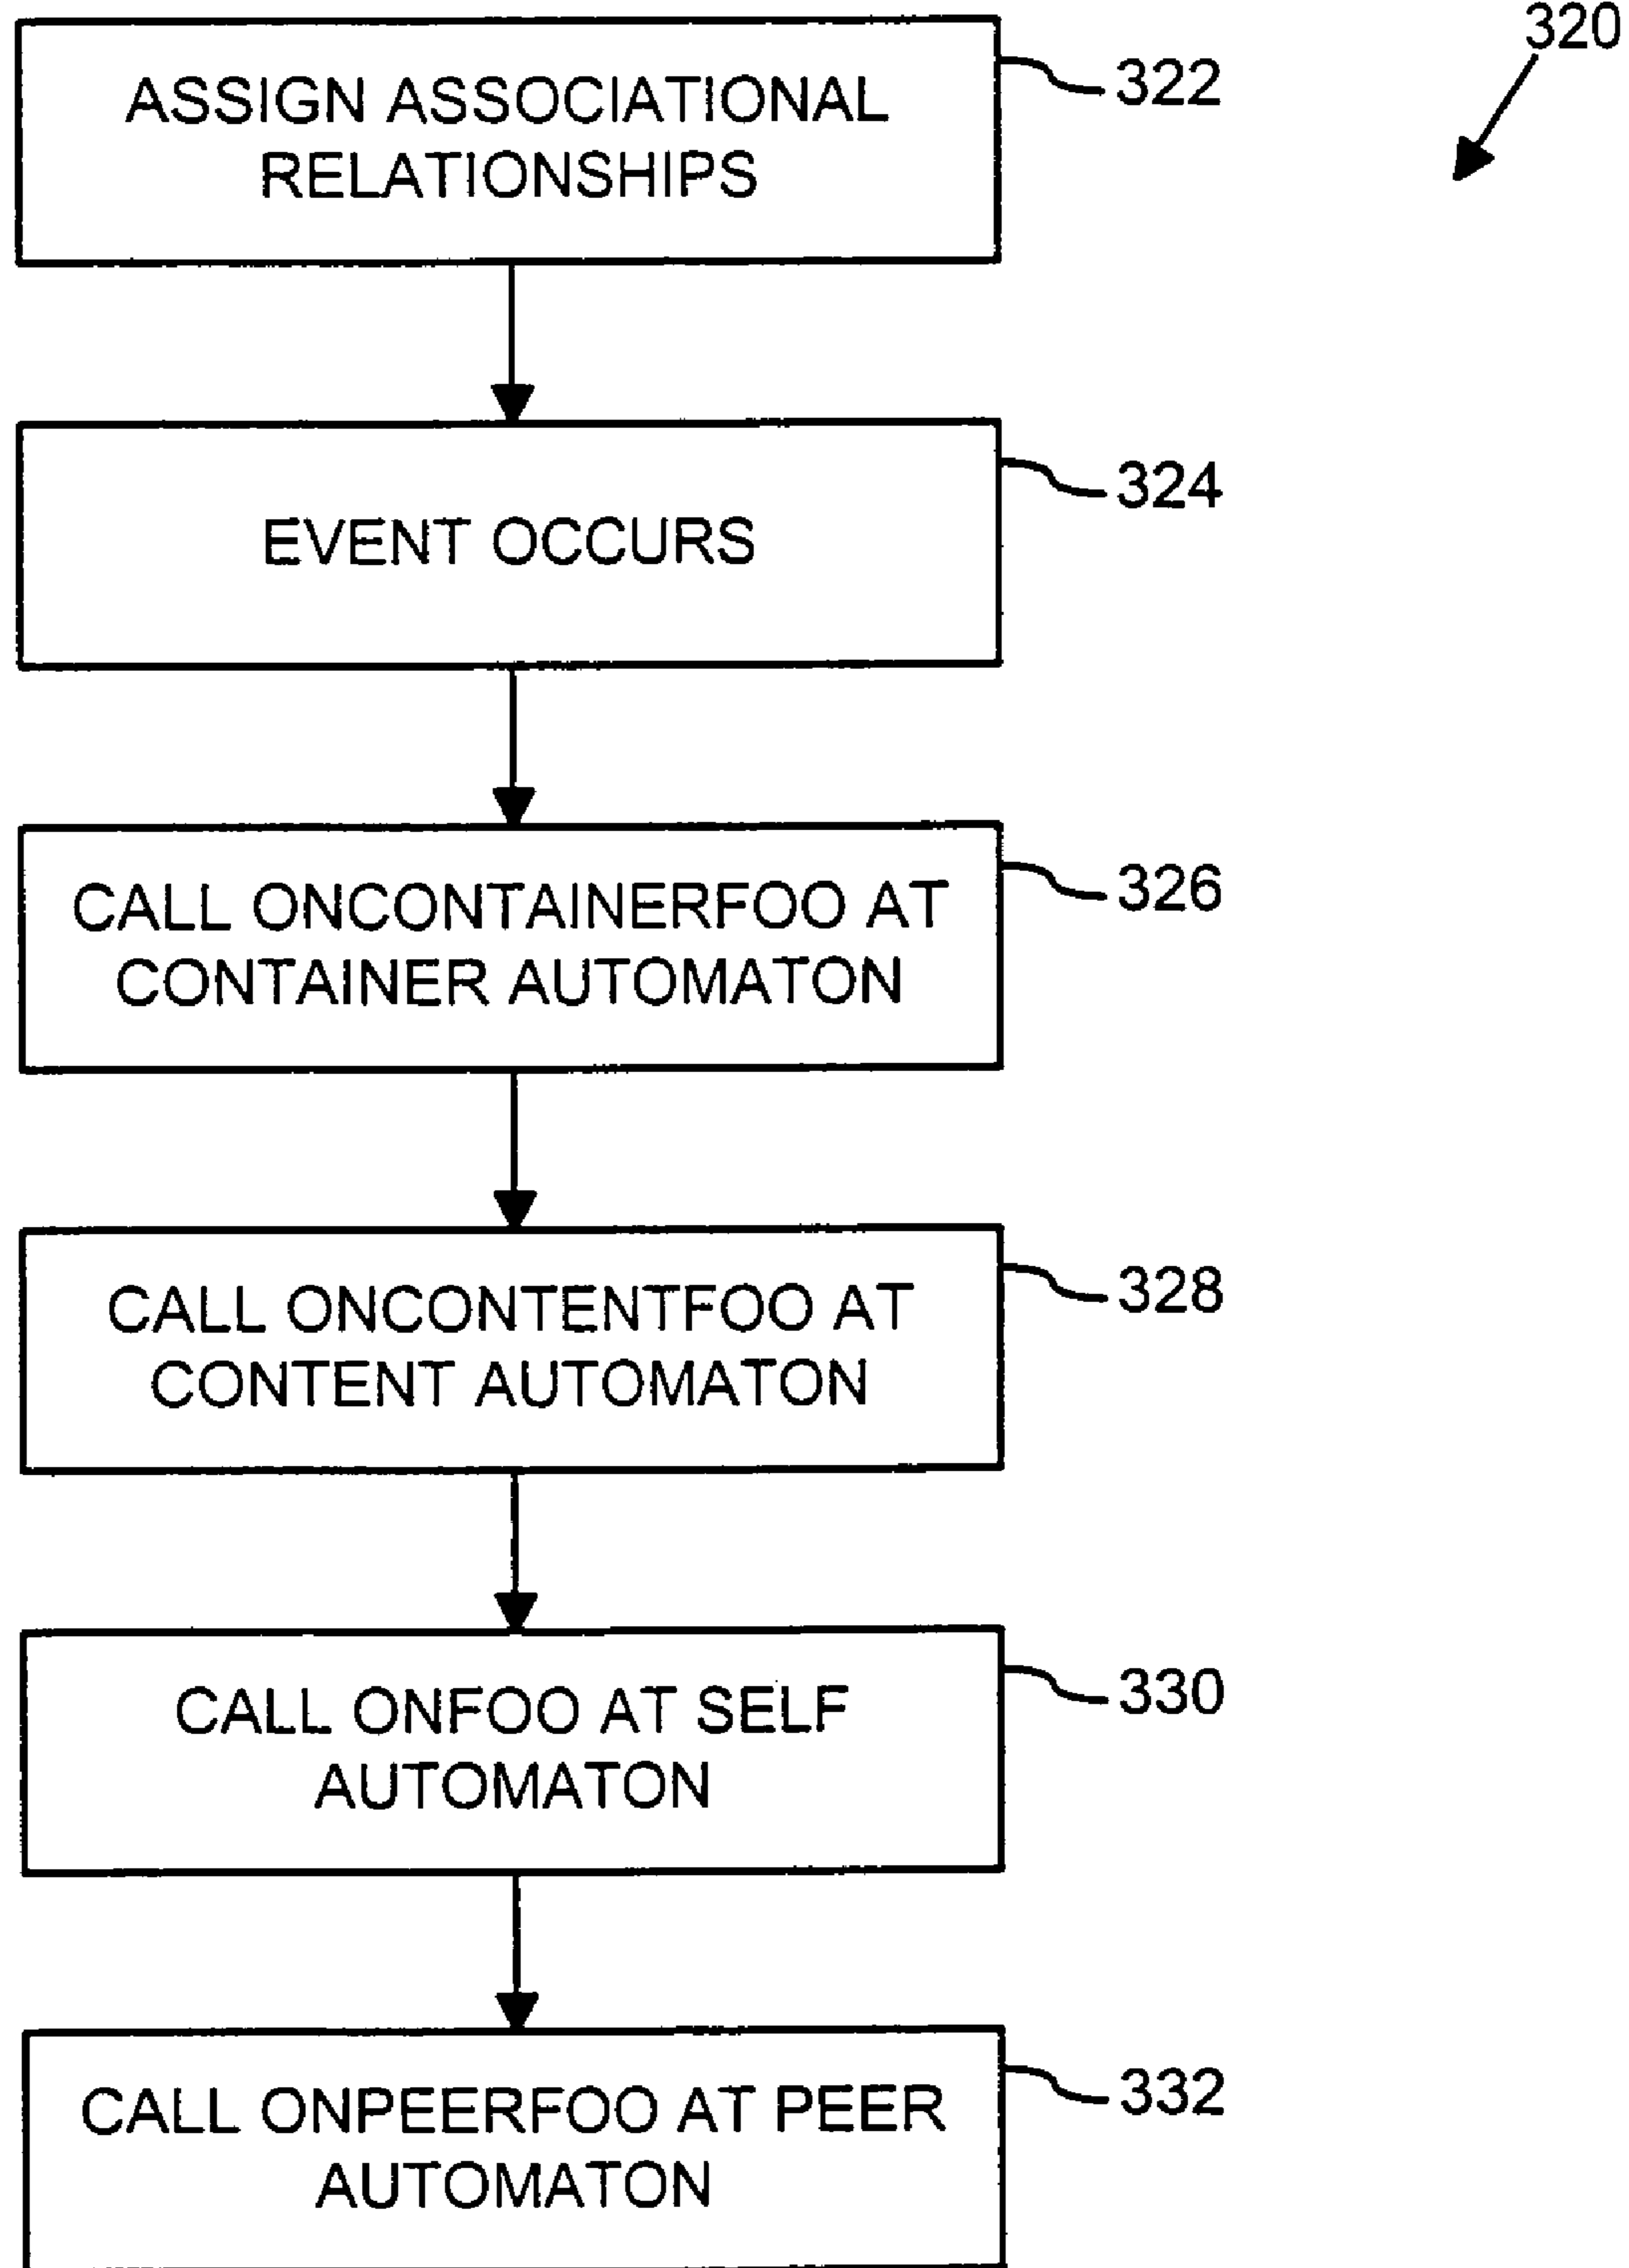 320
ASSIGN ASSOCIATIONAL
RELATIONSHIPS
322
EVENT OCCURS
324
CALL ONCONTAINERFOO AT
CONTAINER AUTOMATON
326
CALL ONCONTENTFOO AT
CONTENT AUTOMATON
328
CALL ONFOO AT SELF
AUTOMATON
330
CALL ONPEERFOO AT PEER
AUTOMATON
332